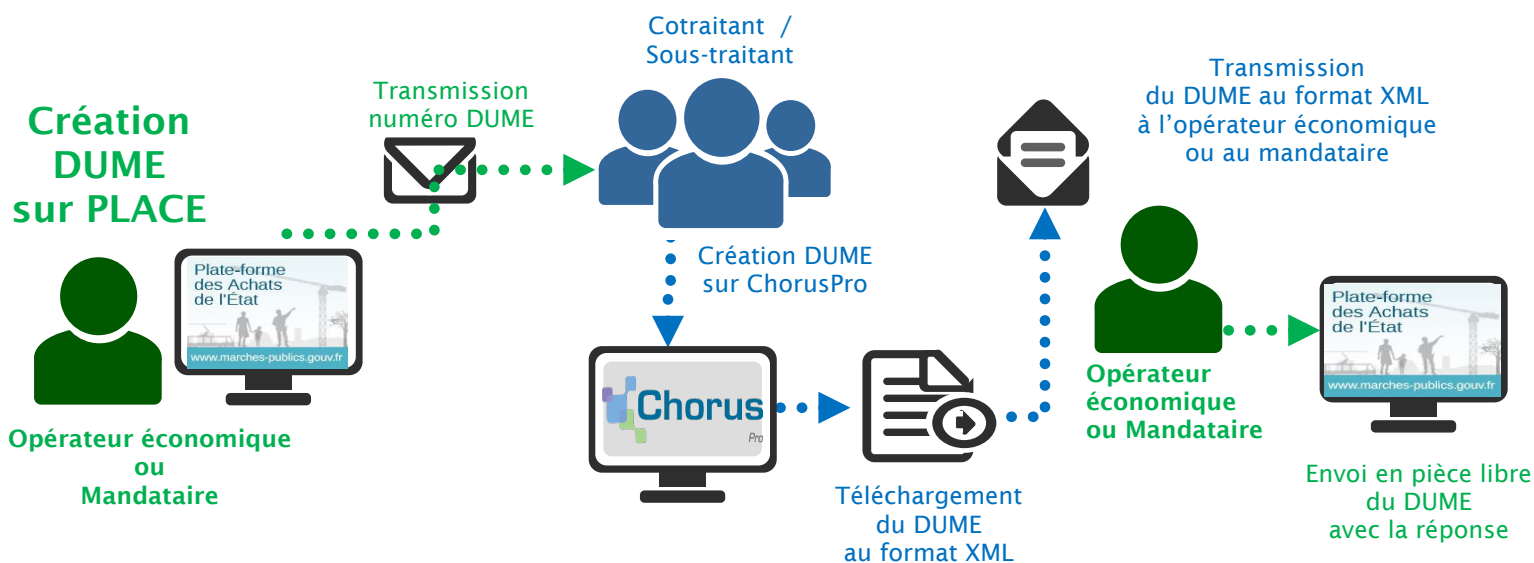 Création
DUME
sur PLACE
Plate-forme
des Achats
de l'État
www.marches-publics.gouv.fr
Opérateur économique
ou
Mandataire
Transmission
numéro DUME
Cotraitant /
Sous-traitant
Création DUME
sur ChorusPro
Chorus
Pro
Téléchargement
du DUME
au format XML
Transmission
du DUME au format XML
à l'opérateur économique
ou au mandataire
Opérateur
économique
ou Mandataire
Plate-forme
des Achats
de l'État
www.marches-publics.gouv.fr
Envoi en pièce libre
du DUME
avec la réponse